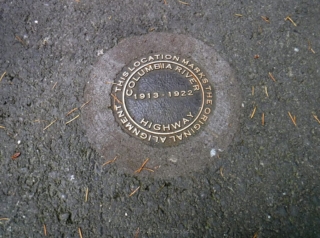 THIS LOCATION MARKS THE ORIGINAL ALIGNMENT
COLUMBIA RIVER
1913 - 1922
HIGHWAY